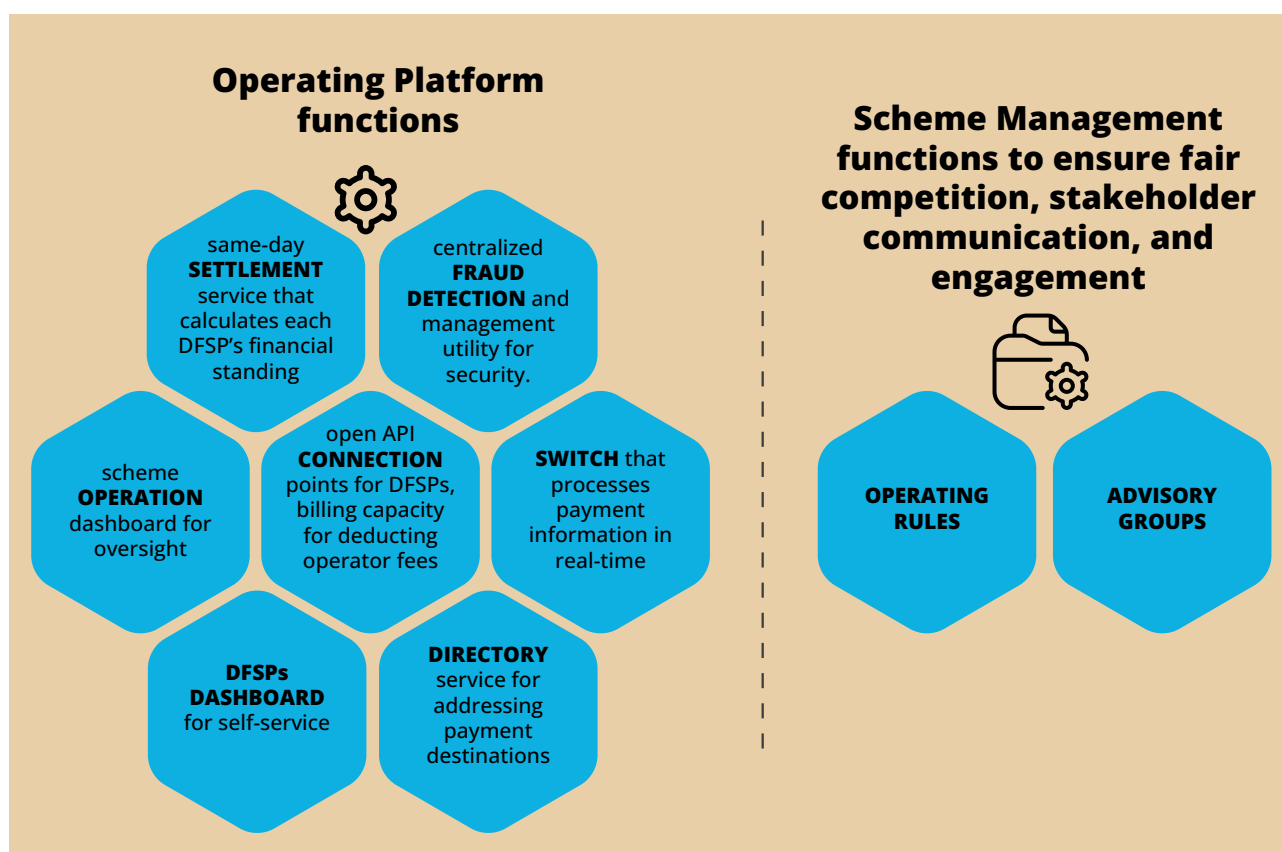 Operating Platform
functions
same-day
SETTLEMENT
service that
calculates each
DFSP’s financial
standing
centralized
FRAUD
DETECTION and
management
utility for
security.
scheme
OPERATION
dashboard for
oversight
open API
CONNECTION
points for DFSPs,
billing capacity
for deducting
operator fees
SWITCH that
processes
payment
information in
real-time
DFSPs
DASHBOARD
for self-service
DIRECTORY
service for
addressing
payment
destinations
Scheme Management
functions to ensure fair
competition, stakeholder
communication, and
engagement
OPERATING
RULES
ADVISORY
GROUPS